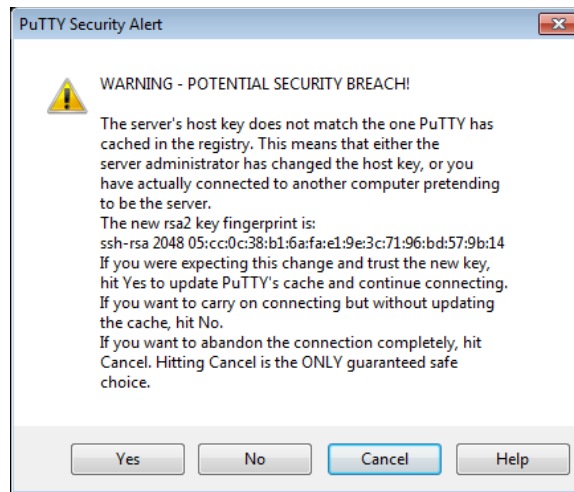 PuTTY Security Alert
WARNING - POTENTIAL SECURITY BREACH!
The server's host key does not match the one PuTTY has
cached in the registry. This means that either the
server administrator has changed the host key, or you
have actually connected to another computer pretending
to be the server.
The new rsa2 key fingerprint is:
ssh-rsa 2048 05:cc:0c:38:b1:6a:fa:e1:9e:3c:71:96:bd:57:9b:14
If you were expecting this change and trust the new key,
hit Yes to update PuTTY's cache and continue connecting.
If you want to carry on connecting but without updating
the cache, hit No.
If you want to abandon the connection completely, hit
Cancel. Hitting Cancel is the ONLY guaranteed safe
choice.
Yes No Cancel Help